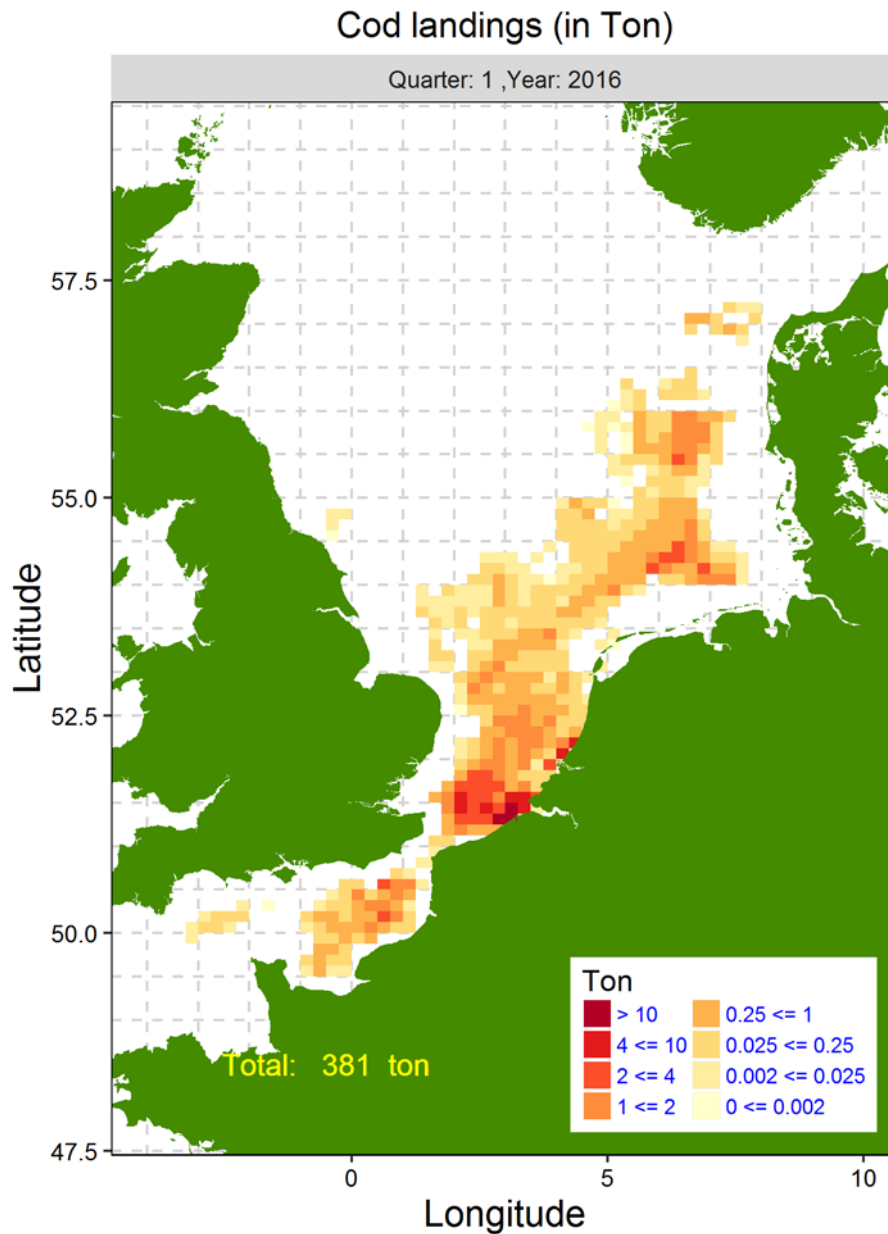 Cod landings (in Ton)
Quarter: 1 ,Year: 2016
57.5
55.0
52.5
50.0
47.5
Latitude
Total: 381 ton
Ton
> 10
4 <= 10
2 <= 4
1 <= 2
0.25 <= 1
0.025 <= 0.25
0.002 <= 0.025
0 <= 0.002
0 5 10
Longitude